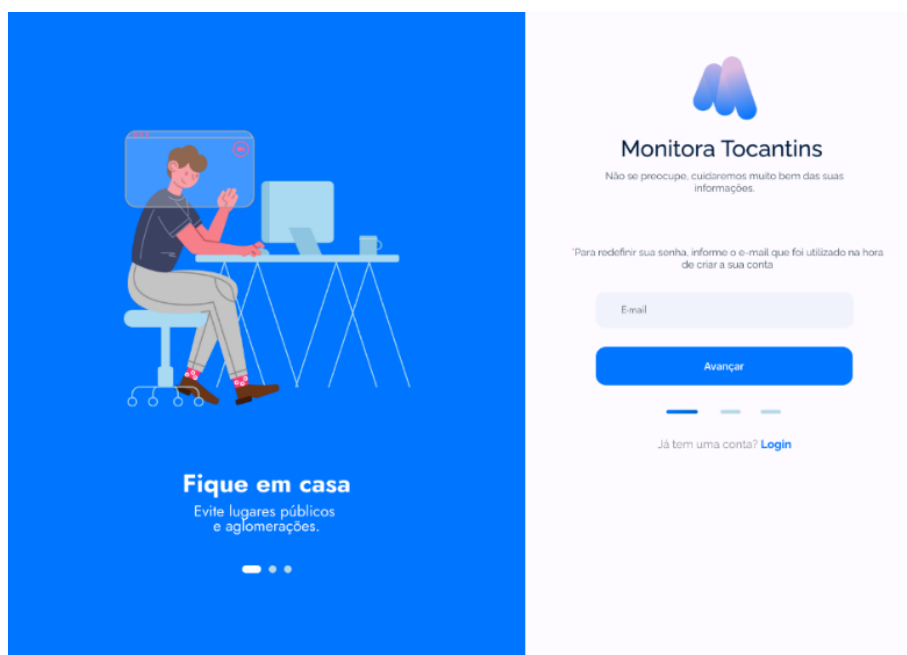 Fique em casa
Evite lugares públicos
e aglomerações.
Monitora Tocantins
Não se preocupe, cuidaremos muito bem das suas
informações.
*Para redefinir sua senha, informe o e-mail que foi utilizado na hora
de criar a sua conta
E-mail
Avançar
Já tem uma conta? Login